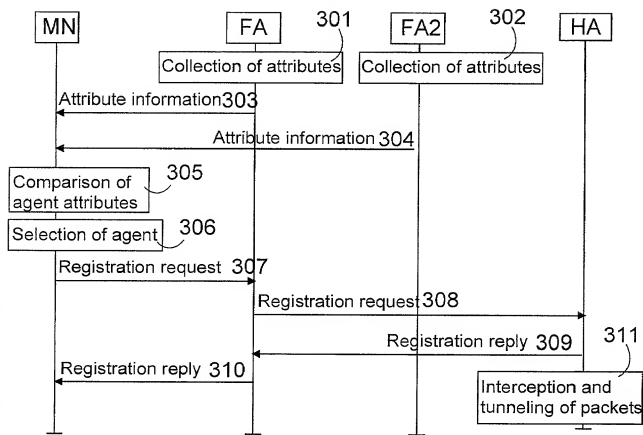 MN FA FA2 HA
301 302
Collection of attributes Collection of attributes
Attribute information 303
Attribute information 304
Comparison of
agent attributes
305
Selection of agent 306
Registration request 307
Registration request 308
Registration reply 309
Registration reply 310
311
Interception and
tunneling of packets